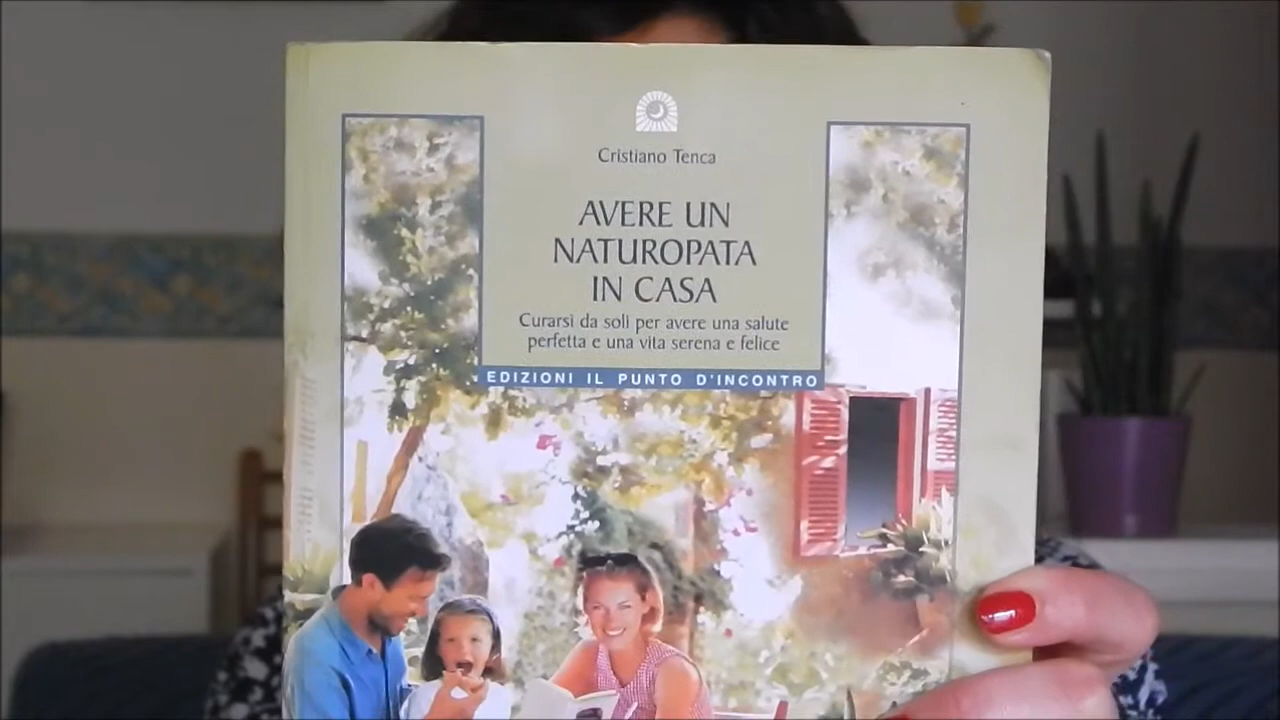 Cristiano Tenca
AVERE UN
NATUROPATA
IN CASA
Curarsi da soli per avere una salute
perfetta e una vita serena e felice
EDIZIONI IL PUNTO D'INCONTRO